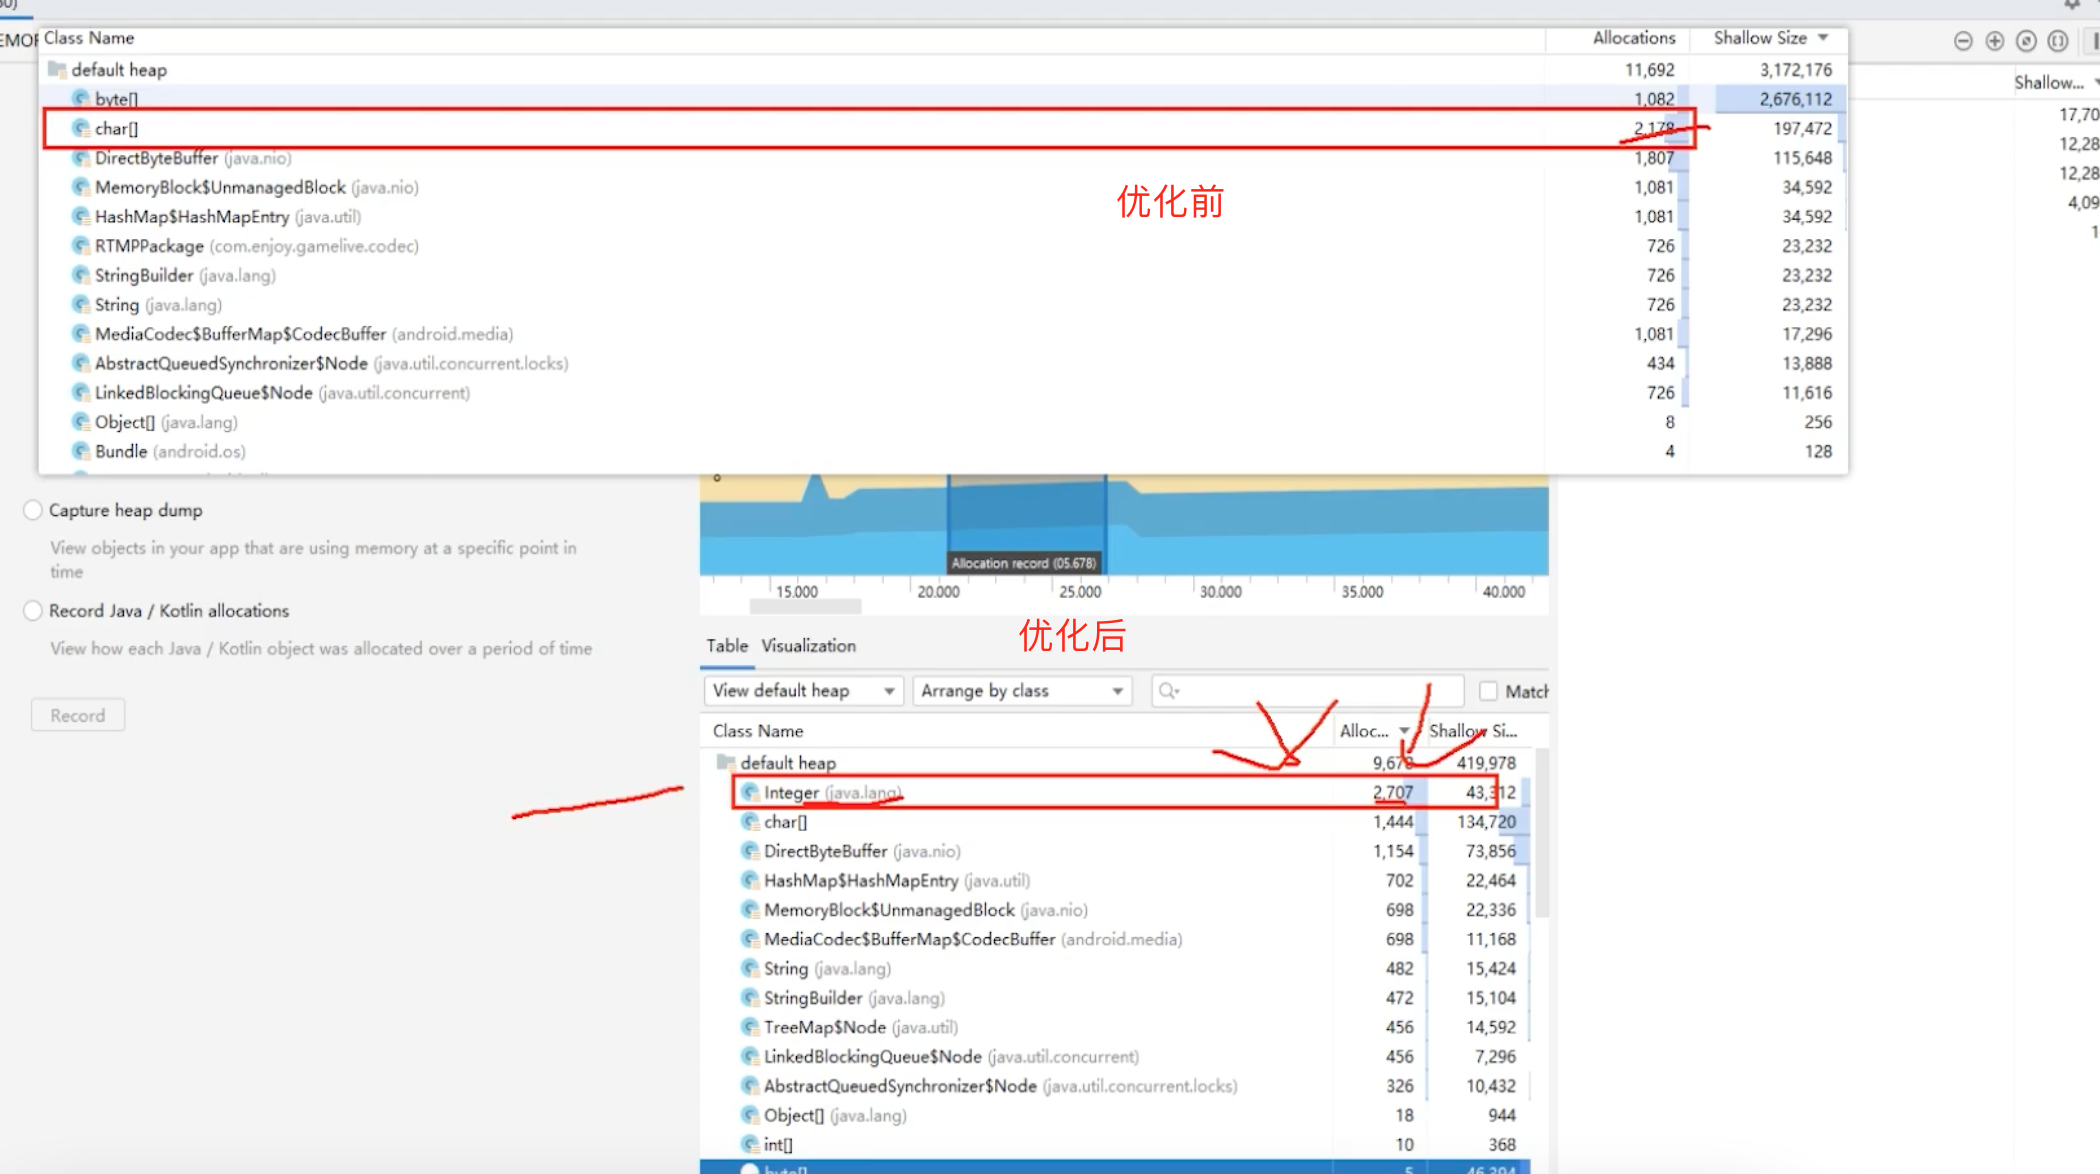 Class Name Allocations Shallow Size
default heap 11,692 3,172,176
byte[] 1,082 2,676,112
char[] 2,178 197,472
DirectByteBuffer (java.nio) 1,807 115,648
MemoryBlock$UnmanagedBlock (java.nio) 1,081 34,592
HashMap$HashMapEntry (java.util) 1,081 34,592
RTMPPackage (com.enjoy.gamelive.codec) 726 23,232
StringBuilder (java.lang) 726 23,232
String (java.lang) 726 23,232
MediaCodec$BufferMap$CodecBuffer (android.media) 1,081 17,296
AbstractQueuedSynchronizer$Node (java.util.concurrent.locks) 434 13,888
LinkedBlockingQueue$Node (java.util.concurrent) 726 11,616
Object[] (java.lang) 8 256
Bundle (android.os) 4 128
优化前
Shallow...
17,70
12,28
12,28
4,09
1
Capture heap dump
View objects in your app that are using memory at a specific point in
time
Record Java / Kotlin allocations
View how each Java / Kotlin object was allocated over a period of time
Record
Allocation record (05.678)
15.000 20.000 25.000 30.000 35.000 40.000
优化后
Table Visualization
View default heap Arrange by class Match
Class Name Alloc... Shallow Si...
default heap 9,678 419,978
Integer (java.lang) 2,707 43,312
char[] 1,444 134,720
DirectByteBuffer (java.nio) 1,154 73,856
HashMap$HashMapEntry (java.util) 702 22,464
MemoryBlock$UnmanagedBlock (java.nio) 698 22,336
MediaCodec$BufferMap$CodecBuffer (android.media) 698 11,168
String (java.lang) 482 15,424
StringBuilder (java.lang) 472 15,104
TreeMap$Node (java.util) 456 14,592
LinkedBlockingQueue$Node (java.util.concurrent) 456 7,296
AbstractQueuedSynchronizer$Node (java.util.concurrent.locks) 326 10,432
Object[] (java.lang) 18 944
int[] 10 368
byte[] 5 46,394